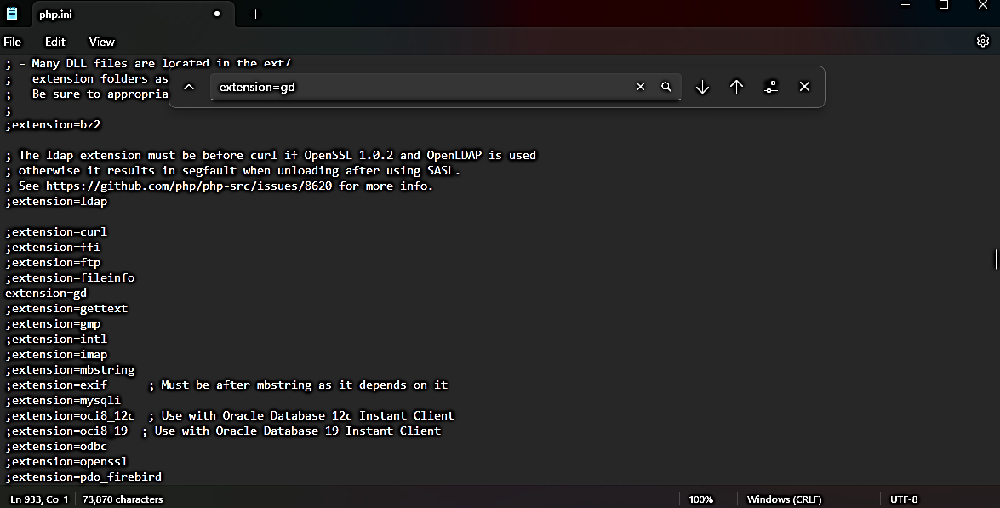 php.ini
File Edit View
; - Many DLL files are located in the ext/
;   extension folders as
extension=gd
;   Be sure to appropria
;
;extension=bz2
; The ldap extension must be before curl if OpenSSL 1.0.2 and OpenLDAP is used
; otherwise it results in segfault when unloading after using SASL.
; See https://github.com/php/php-src/issues/8620 for more info.
;extension=ldap
;extension=curl
;extension=ffi
;extension=ftp
;extension=fileinfo
extension=gd
;extension=gettext
;extension=gmp
;extension=intl
;extension=imap
;extension=mbstring
;extension=exif      ; Must be after mbstring as it depends on it
;extension=mysqli
;extension=oci8_12c  ; Use with Oracle Database 12c Instant Client
;extension=oci8_19  ; Use with Oracle Database 19 Instant Client
;extension=odbc
;extension=openssl
;extension=pdo_firebird
Ln 933, Col 1 73,870 characters 100% Windows (CRLF) UTF-8